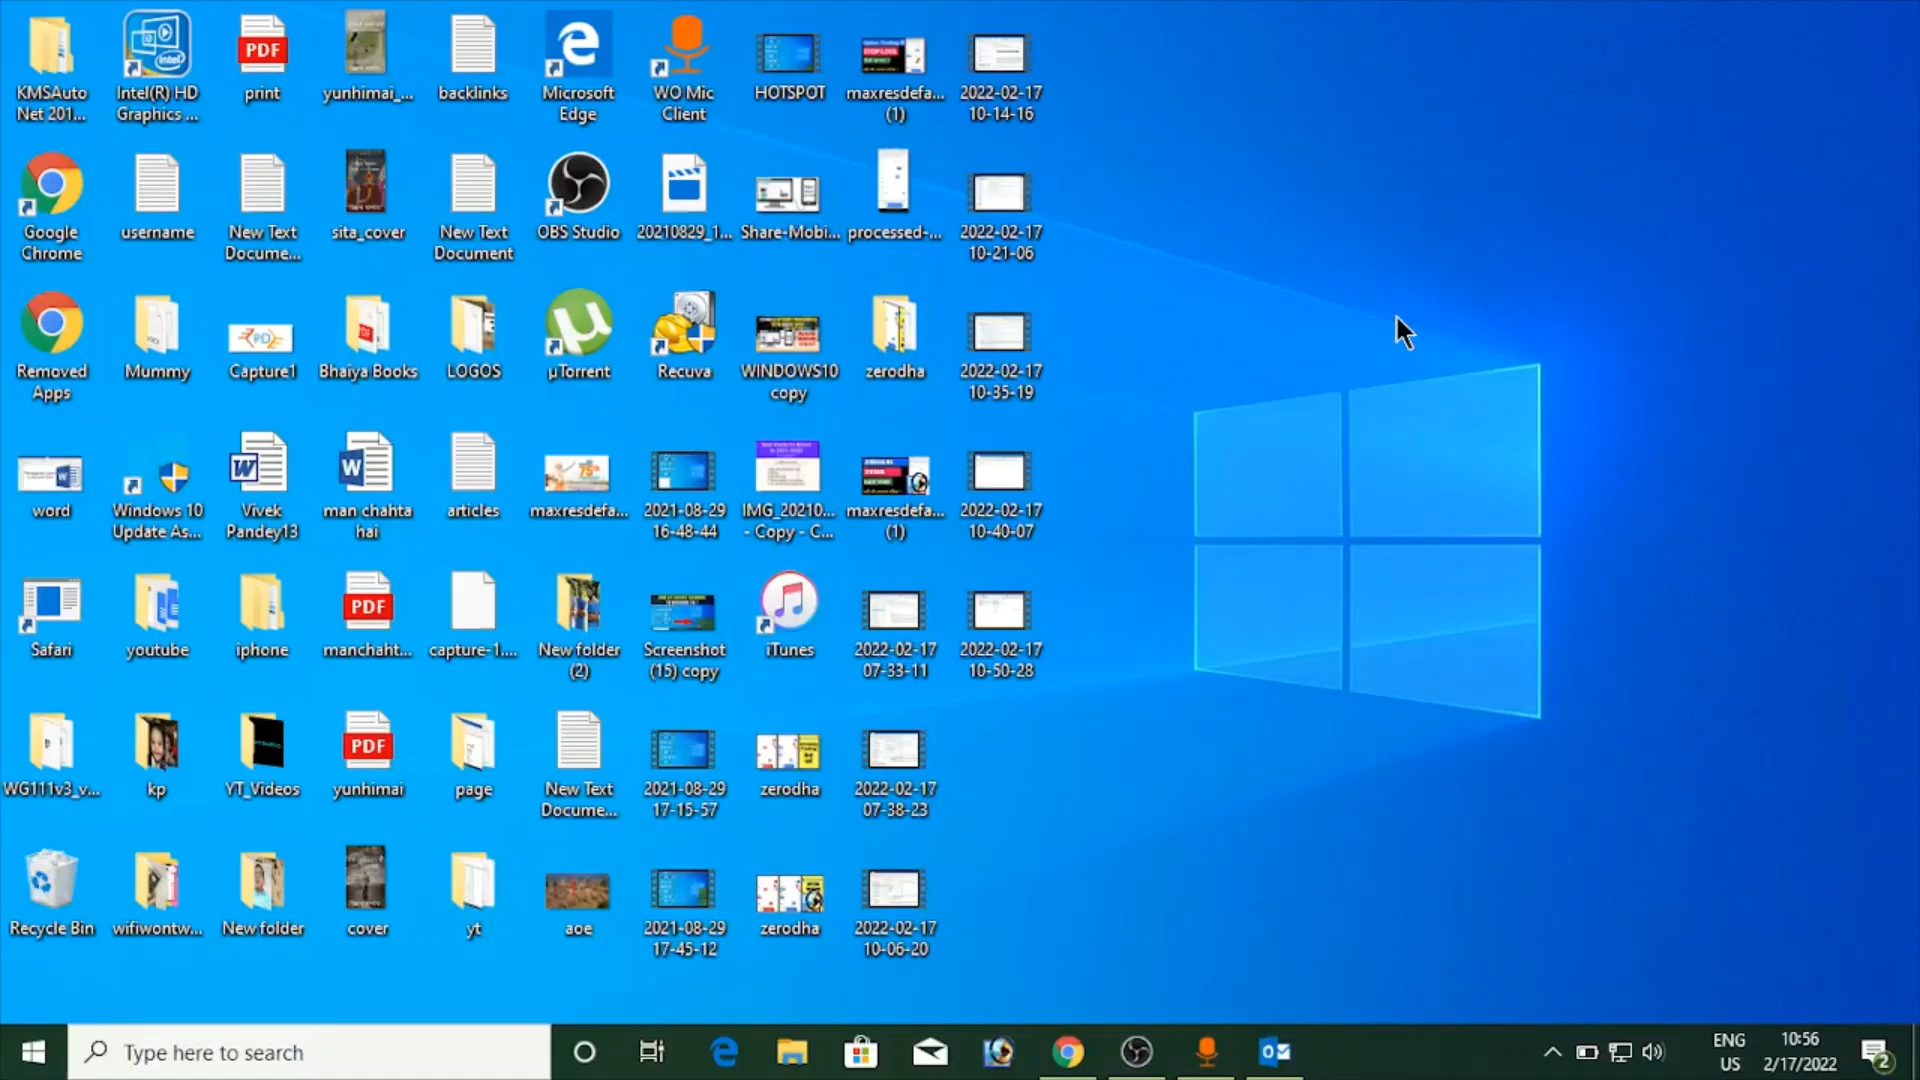 KMSAuto
Net 201...
Intel(R) HD
Graphics ...
PDF
print
yunhimai_...
backlinks
Microsoft
Edge
WO Mic
Client
HOTSPOT
maxresdefa...
(1)
2022-02-17
10-14-16
Google
Chrome
username
New Text
Docume...
sita_cover
New Text
Document
OBS Studio
20210829_1...
Share-Mobi...
processed-...
2022-02-17
10-21-06
Removed
Apps
Mummy
Capture1
Bhaiya Books
LOGOS
µTorrent
Recuva
WINDOWS10
copy
zerodha
2022-02-17
10-35-19
word
Windows 10
Update As...
Vivek
Pandey13
man chahta
hai
articles
maxresdefa...
2021-08-29
16-48-44
IMG_20210...
- Copy - C...
maxresdefa...
(1)
2022-02-17
10-40-07
Safari
youtube
iphone
PDF
manchaht...
capture-1....
New folder
(2)
Screenshot
(15) copy
iTunes
2022-02-17
07-33-11
2022-02-17
10-50-28
WG111v3_v...
kp
YT_Videos
PDF
yunhimai
page
New Text
Docume...
2021-08-29
17-15-57
zerodha
2022-02-17
07-38-23
Recycle Bin
wifiwontw...
New folder
cover
yt
aoe
2021-08-29
17-45-12
zerodha
2022-02-17
10-06-20
Type here to search
ENG
US
10:56
2/17/2022
2